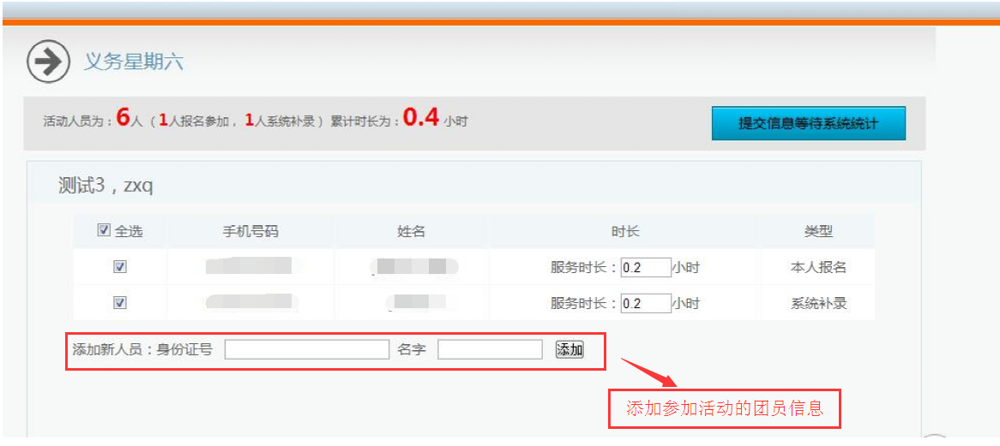 义务星期六
活动人员为：6人（1人报名参加，1人系统补录）累计时长为：0.4 小时
提交信息等待系统统计
测试3，zxq
全选 手机号码 姓名 时长 类型
服务时长：0.2 小时 本人报名
服务时长：0.2 小时 系统补录
添加新人员：身份证号 名字 添加
添加参加活动的团员信息